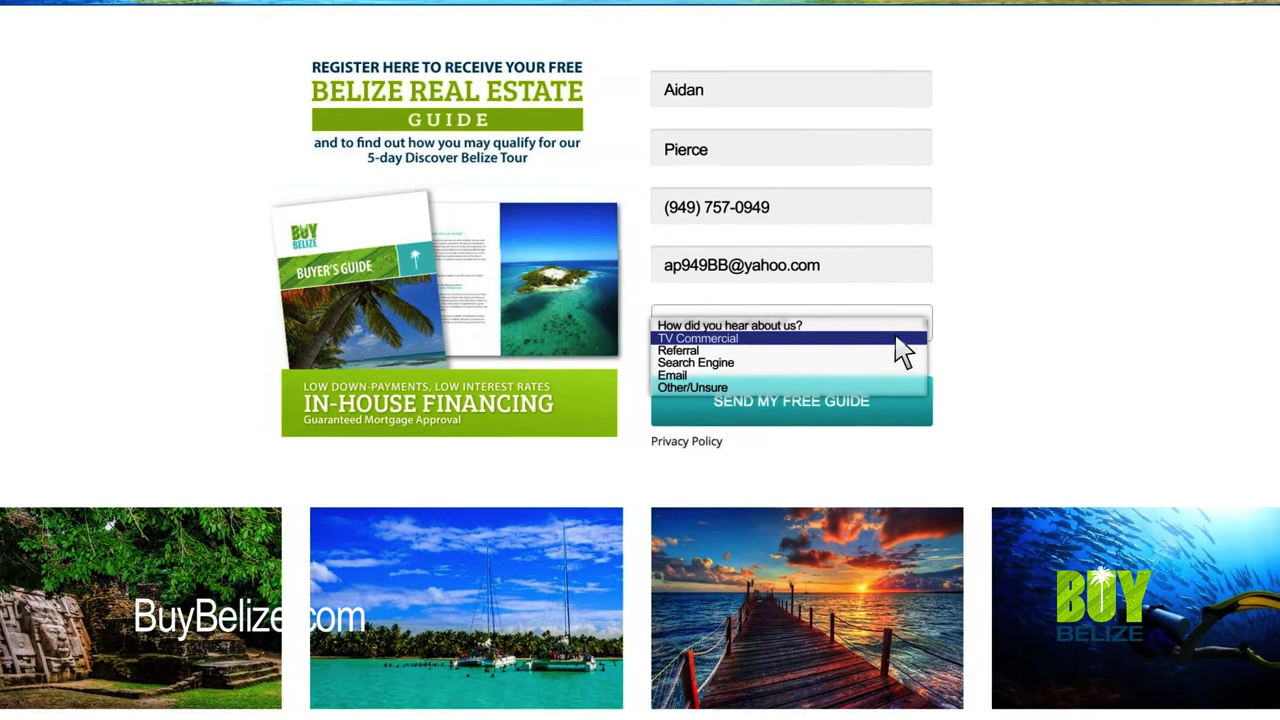 REGISTER HERE TO RECEIVE YOUR FREE
BELIZE REAL ESTATE
GUIDE
and to find out how you may qualify for our
5-day Discover Belize Tour
BUY
BELIZE
BUYER'S GUIDE
LOW DOWN-PAYMENTS, LOW INTEREST RATES
IN-HOUSE FINANCING
Guaranteed Mortgage Approval
Aidan
Pierce
(949) 757-0949
ap949BB@yahoo.com
How did you hear about us?
TV Commercial
Referral
Search Engine
Email
Other/Unsure
SEND MY FREE GUIDE
Privacy Policy
BuyBelize.com
BUY
BELIZE